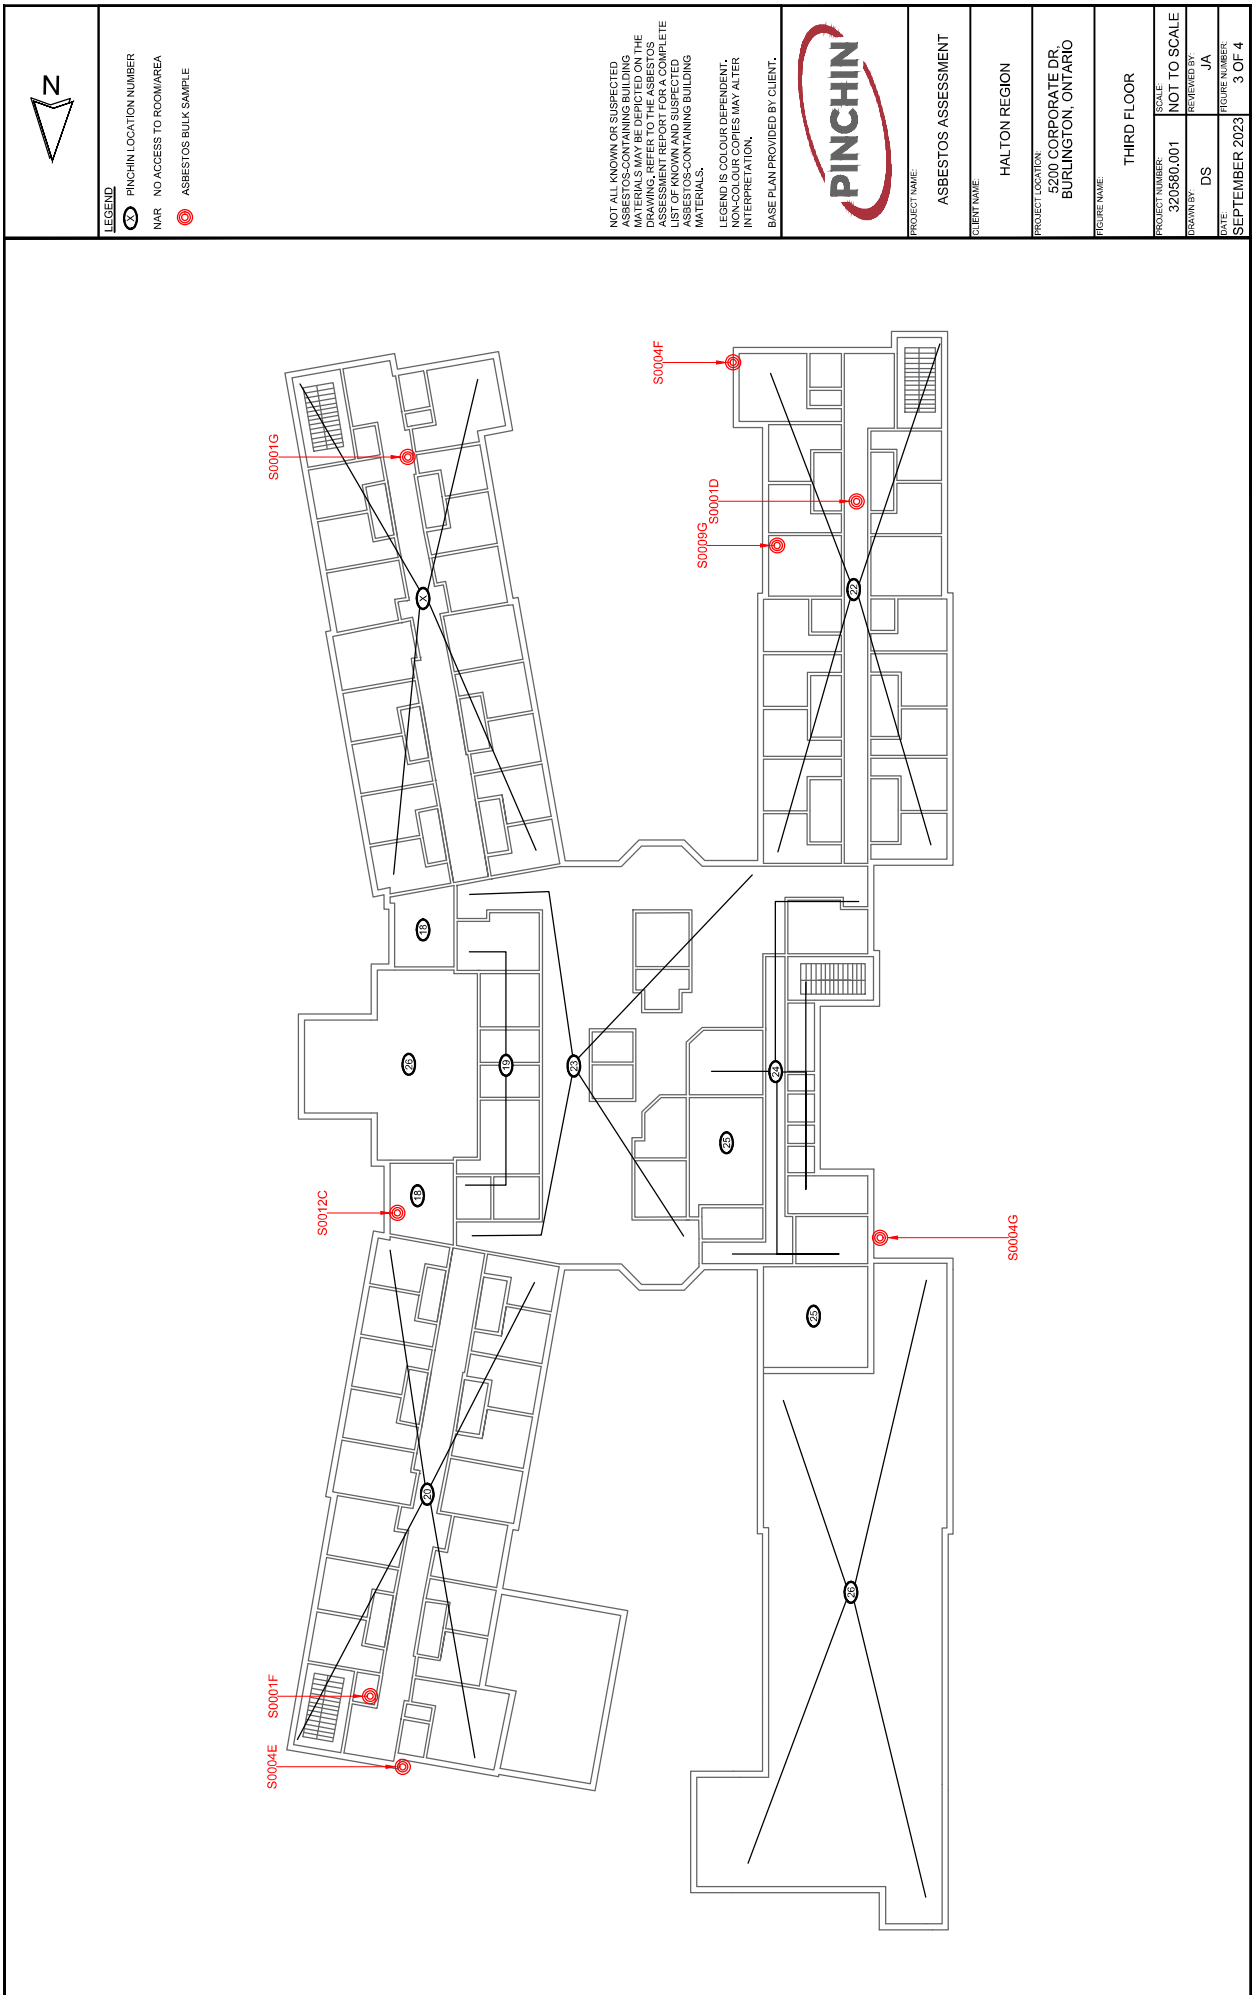 N
LEGEND
X PINCHIN LOCATION NUMBER
NAR NO ACCESS TO ROOM/AREA
ASBESTOS BULK SAMPLE
NOT ALL KNOWN OR SUSPECTED
ASBESTOS-CONTAINING BUILDING
MATERIALS MAY BE DEPICTED ON THE
DRAWING. REFER TO THE ASBESTOS
ASSESSMENT REPORT FOR A COMPLETE
LIST OF KNOWN AND SUSPECTED
ASBESTOS-CONTAINING BUILDING
MATERIALS.
LEGEND IS COLOUR DEPENDENT.
NON-COLOUR COPIES MAY ALTER
INTERPRETATION.
BASE PLAN PROVIDED BY CLIENT.
PINCHIN
PROJECT NAME:
ASBESTOS ASSESSMENT
CLIENT NAME:
HALTON REGION
PROJECT LOCATION:
5200 CORPORATE DR,
BURLINGTON, ONTARIO
FIGURE NAME:
THIRD FLOOR
PROJECT NUMBER:
320580.001
SCALE:
NOT TO SCALE
DRAWN BY:
DS
REVIEWED BY:
JA
DATE:
SEPTEMBER 2023
FIGURE NUMBER:
3 OF 4
S0001G
S0004F
S0001D
S0009G
X
22
18
26
19
23
24
25
18
S0012C
S0004G
25
20
26
S0001F
S0004E